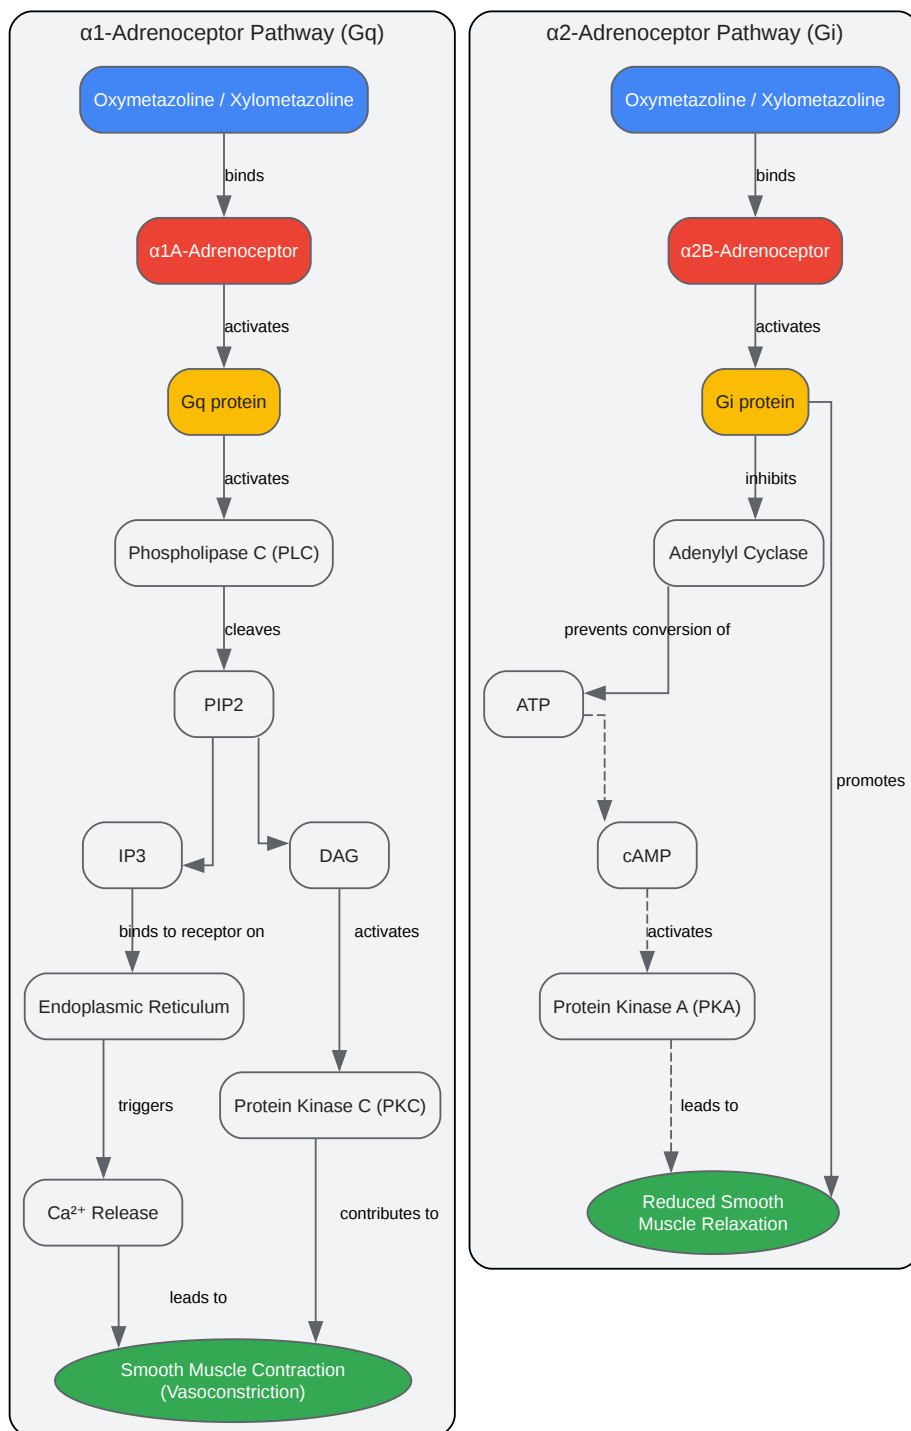 α1-Adrenoceptor Pathway (Gq)
Oxymetazoline / Xylometazoline
binds
α1A-Adrenoceptor
activates
Gq protein
activates
Phospholipase C (PLC)
cleaves
PIP2
IP3
DAG
binds to receptor on
activates
Endoplasmic Reticulum
triggers
Protein Kinase C (PKC)
Ca²⁺ Release
contributes to
leads to
Smooth Muscle Contraction
(Vasoconstriction)
α2-Adrenoceptor Pathway (Gi)
Oxymetazoline / Xylometazoline
binds
α2B-Adrenoceptor
activates
Gi protein
inhibits
Adenylyl Cyclase
prevents conversion of
ATP
promotes
cAMP
activates
Protein Kinase A (PKA)
leads to
Reduced Smooth
Muscle Relaxation